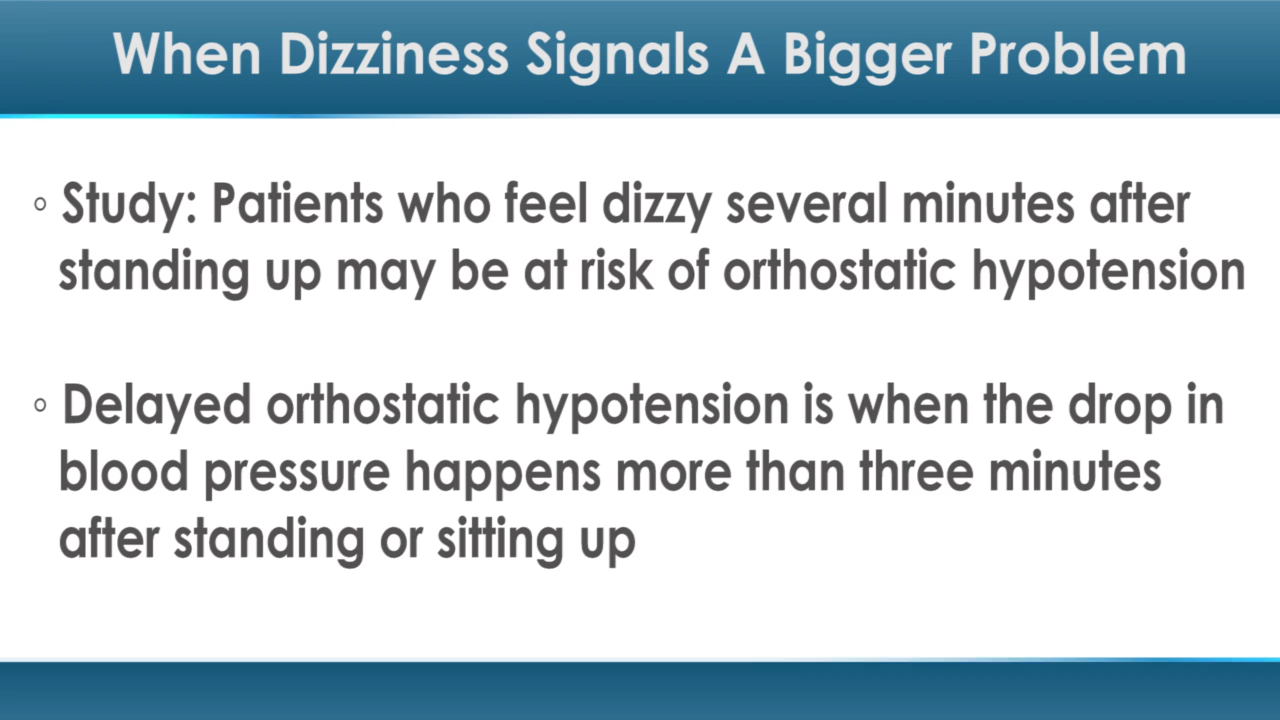 When Dizziness Signals A Bigger Problem
◦ Study: Patients who feel dizzy several minutes after
standing up may be at risk of orthostatic hypotension
◦ Delayed orthostatic hypotension is when the drop in
blood pressure happens more than three minutes
after standing or sitting up